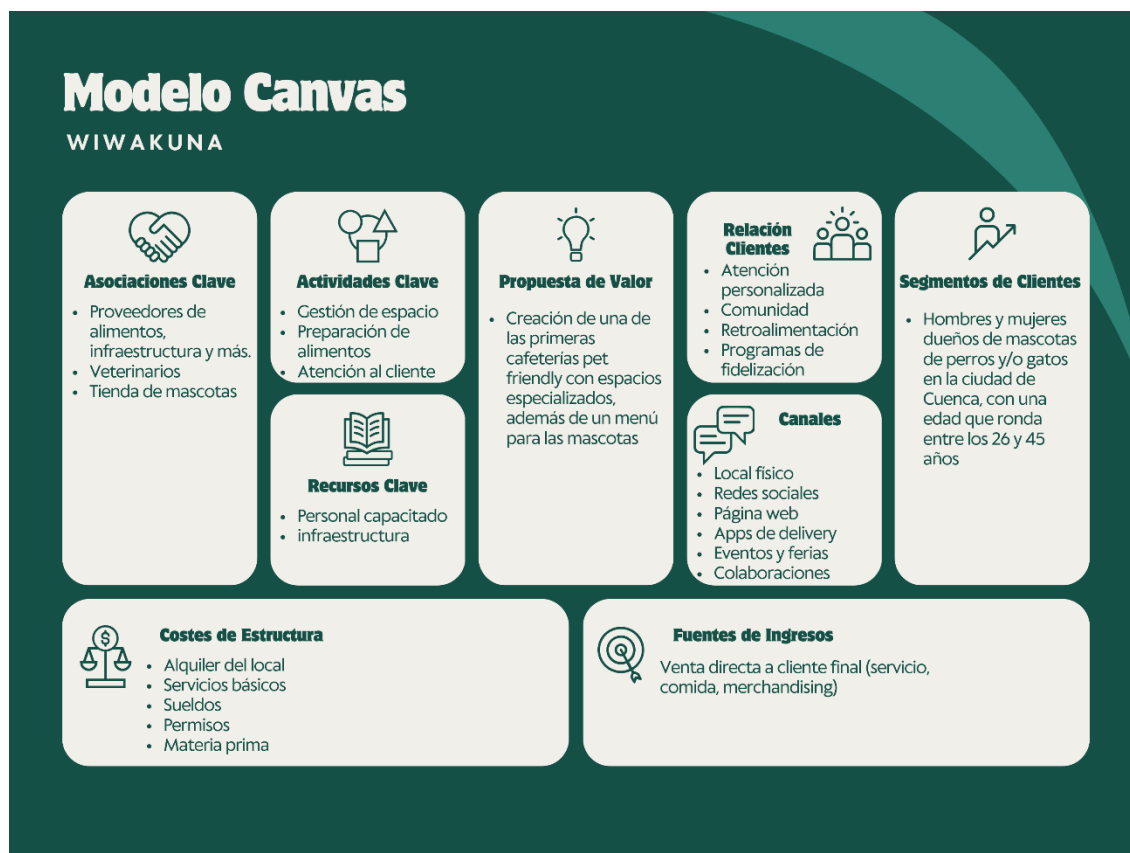 Modelo Canvas
WIWAKUNA
Asociaciones Clave
• Proveedores de
alimentos,
infraestructura y más.
• Veterinarios
• Tienda de mascotas
Actividades Clave
• Gestión de espacio
• Preparación de
alimentos
• Atención al cliente
Recursos Clave
• Personal capacitado
• infraestructura
Propuesta de Valor
• Creación de una de
las primeras
cafeterías pet
friendly con espacios
especializados,
además de un menú
para las mascotas
Relación
Clientes
• Atención
personalizada
• Comunidad
• Retroalimentación
• Programas de
fidelización
Canales
• Local físico
• Redes sociales
• Página web
• Apps de delivery
• Eventos y ferias
• Colaboraciones
Segmentos de Clientes
• Hombres y mujeres
dueños de mascotas
de perros y/o gatos
en la ciudad de
Cuenca, con una
edad que ronda
entre los 26 y 45
años
$
Costes de Estructura
• Alquiler del local
• Servicios básicos
• Sueldos
• Permisos
• Materia prima
Fuentes de Ingresos
Venta directa a cliente final (servicio,
comida, merchandising)